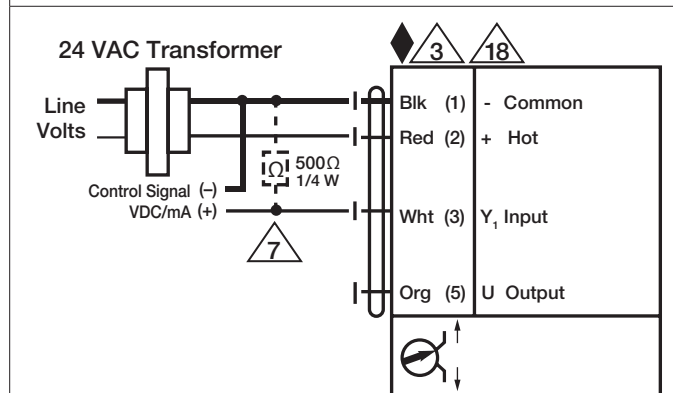 24 VAC Transformer
3
18
Line
Volts
Blk (1) - Common
Red (2) + Hot
Ω 500Ω
1/4 W
Control Signal (–)
VDC/mA (+)
Wht (3) Y₁ Input
7
Org (5) U Output